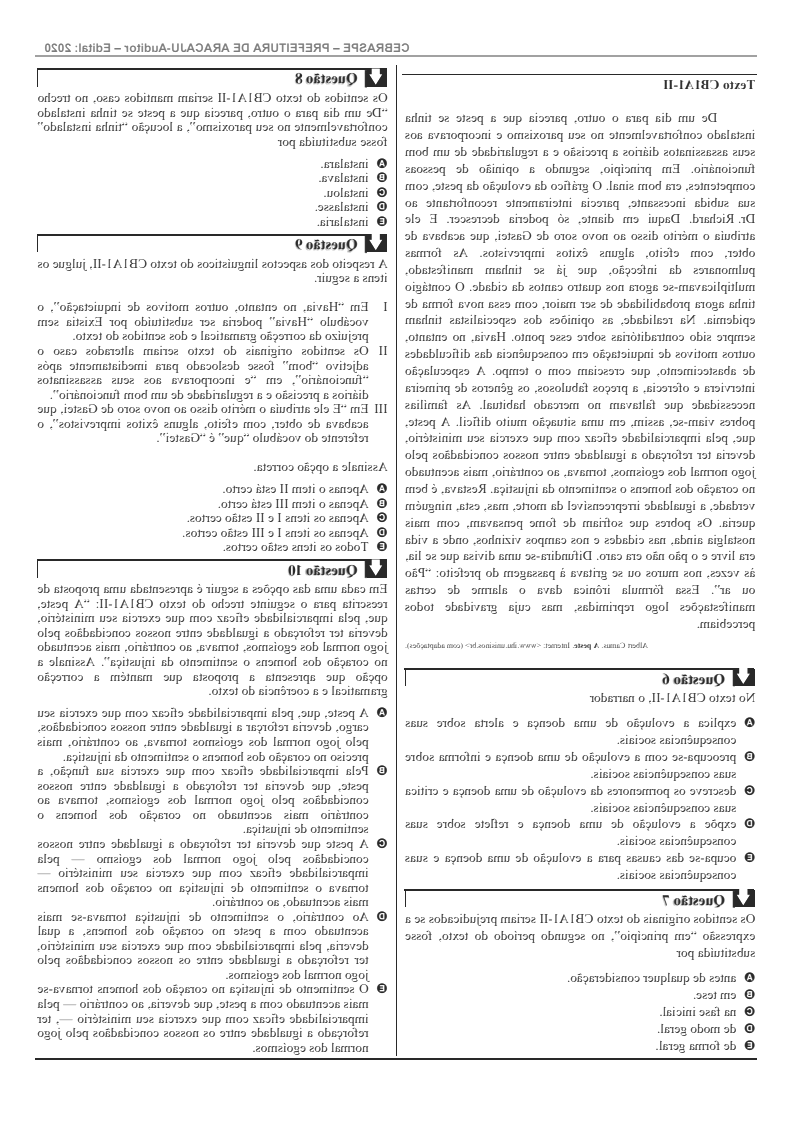 CEBRASPE – PREFEITURA DE ARACAJU-Auditor – Edital: 2020
Texto CB1A1-II
De um dia para o outro, parecia que a peste se tinha
instalado confortavelmente no seu paroxismo e incorporava aos
seus assassinatos diários a precisão e a regularidade de um bom
funcionário. Em princípio, segundo a opinião de pessoas
competentes, era bom sinal. O gráfico da evolução da peste, com
sua subida incessante, parecia inteiramente reconfortante ao
Dr. Richard. Daqui em diante, só poderia decrescer. E ele
atribuía o mérito disso ao novo soro de Gastei, que acabava de
obter, com efeito, alguns êxitos imprevistos. As formas
pulmonares da infecção, que já se tinham manifestado,
multiplicavam-se agora nos quatro cantos da cidade. O contágio
tinha agora probabilidade de ser maior, com essa nova forma de
epidemia. Na realidade, as opiniões dos especialistas tinham
sempre sido contraditórias sobre esse ponto. Havia, no entanto,
outros motivos de inquietação em consequência das dificuldades
de abastecimento, que cresciam com o tempo. A especulação
interviera e oferecia, a preços fabulosos, os gêneros de primeira
necessidade que faltavam no mercado habitual. As famílias
pobres viam-se, assim, em uma situação muito difícil. A peste,
que, pela imparcialidade eficaz com que exercia seu ministério,
deveria ter reforçado a igualdade entre nossos concidadãos pelo
jogo normal dos egoísmos, tornava, ao contrário, mais acentuado
no coração dos homens o sentimento da injustiça. Restava, é bem
verdade, a igualdade irrepreensível da morte, mas, esta, ninguém
queria. Os pobres que sofriam de fome pensavam, com mais
nostalgia ainda, nas cidades e nos campos vizinhos, onde a vida
era livre e o pão não era caro. Difundira-se uma divisa que se lia,
às vezes, nos muros ou se gritava à passagem do prefeito: “Pão
ou ar”. Essa fórmula irônica dava o alarme de certas
manifestações logo reprimidas, mas cuja gravidade todos
percebiam.
Albert Camus. A peste. Internet: <www.ihu.unisinos.br> (com adaptações).
Questão 6
No texto CB1A1-II, o narrador
A explica a evolução de uma doença e alerta sobre suas
consequências sociais.
B preocupa-se com a evolução de uma doença e informa sobre
suas consequências sociais.
C descreve os pormenores da evolução de uma doença e critica
suas consequências sociais.
D expõe a evolução de uma doença e reflete sobre suas
consequências sociais.
E ocupa-se das causas para a evolução de uma doença e suas
consequências sociais.
Questão 7
Os sentidos originais do texto CB1A1-II seriam prejudicados se a
expressão “em princípio”, no segundo período do texto, fosse
substituída por
A antes de qualquer consideração.
B em tese.
C na fase inicial.
D de modo geral.
E de forma geral.
Questão 8
Os sentidos do texto CB1A1-II seriam mantidos caso, no trecho
“De um dia para o outro, parecia que a peste se tinha instalado
confortavelmente no seu paroxismo”, a locução “tinha instalado”
fosse substituída por
A instalara.
B instalava.
C instalou.
D instalasse.
E instalaria.
Questão 9
A respeito dos aspectos linguísticos do texto CB1A1-II, julgue os
itens a seguir.
I Em “Havia, no entanto, outros motivos de inquietação”, o
vocábulo “Havia” poderia ser substituído por Existia sem
prejuízo da correção gramatical e dos sentidos do texto.
II Os sentidos originais do texto seriam alterados caso o
adjetivo “bom” fosse deslocado para imediatamente após
“funcionário”, em “e incorporava aos seus assassinatos
diários a precisão e a regularidade de um bom funcionário”.
III Em “E ele atribuía o mérito disso ao novo soro de Gastei, que
acabava de obter, com efeito, alguns êxitos imprevistos”, o
referente do vocábulo “que” é “Gastei”.
Assinale a opção correta.
A Apenas o item II está certo.
B Apenas o item III está certo.
C Apenas os itens I e II estão certos.
D Apenas os itens I e III estão certos.
E Todos os itens estão certos.
Questão 10
Em cada uma das opções a seguir é apresentada uma proposta de
reescrita para o seguinte trecho do texto CB1A1-II: “A peste,
que, pela imparcialidade eficaz com que exercia seu ministério,
deveria ter reforçado a igualdade entre nossos concidadãos pelo
jogo normal dos egoísmos, tornava, ao contrário, mais acentuado
no coração dos homens o sentimento da injustiça”. Assinale a
opção que apresenta a proposta que mantém a correção
gramatical e a coerência do texto.
A A peste, que, pela imparcialidade eficaz com que exercia seu
cargo, deveria reforçar a igualdade entre nossos concidadãos,
pelo jogo normal dos egoísmos tornava, ao contrário, mais
preciso no coração dos homens o sentimento da injustiça.
B Pela imparcialidade eficaz com que exercia sua função, a
peste, que deveria ter reforçado a igualdade entre nossos
concidadãos pelo jogo normal dos egoísmos, tornava ao
contrário mais acentuado no coração dos homens o
sentimento de injustiça.
C A peste que deveria ter reforçado a igualdade entre nossos
concidadãos pelo jogo normal dos egoísmo — pela
imparcialidade eficaz com que exercia seu ministério —
tornava o sentimento de injustiça no coração dos homens
mais acentuado, ao contrário.
D Ao contrário, o sentimento de injustiça tornava-se mais
acentuado com a peste no coração dos homens, a qual
deveria, pela imparcialidade com que exercia seu ministério,
ter reforçado a igualdade entre os nossos concidadãos pelo
jogo normal dos egoísmos.
E O sentimento de injustiça no coração dos homens tornava-se
mais acentuado com a peste, que deveria, ao contrário — pela
imparcialidade eficaz com que exercia seu ministério —, ter
reforçado a igualdade entre os nossos concidadãos pelo jogo
normal dos egoísmos.